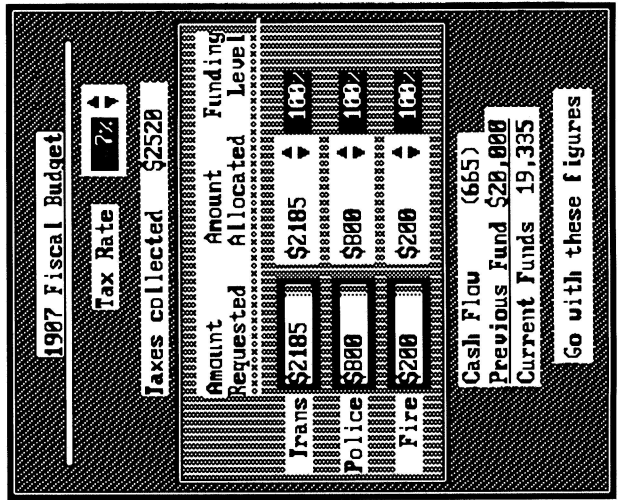 1907 Fiscal Budget
Tax Rate 7%
Taxes collected $2520
Amount Requested Amount Allocated Funding Level
Trans $2185 $2185 100%
Police $800 $800 100%
Fire $200 $200 100%
Cash Flow (665)
Previous Fund $20,000
Current Funds 19,335
Go with these figures